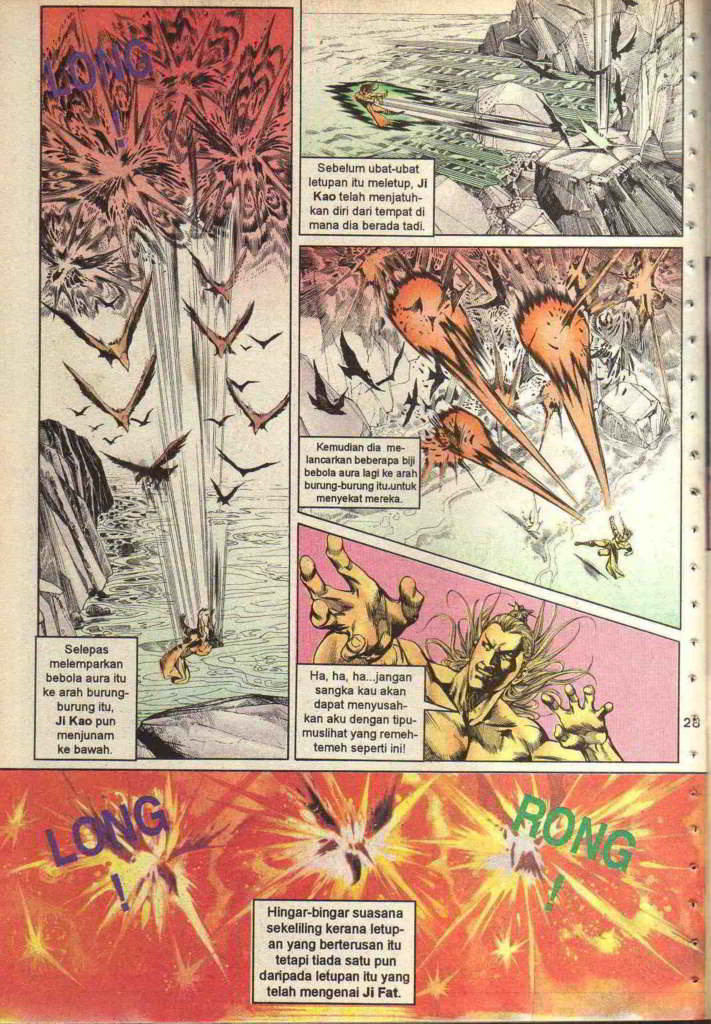 LONG
!
Selepas
melemparkan
bebola aura itu
ke arah burung-
burung itu,
Ji Kao pun
menjunam
ke bawah.
Sebelum ubat-ubat
letupan itu meletup, Ji
Kao telah menjatuh-
kan diri dari tempat di
mana dia berada tadi.
Kemudian dia me-
lancarkan beberapa biji
bebola aura lagi ke arah
burung-burung itu.untuk
menyekat mereka.
Ha, ha, ha...jangan
sangka kau akan
dapat menyusah-
kan aku dengan tipu-
muslihat yang remeh-
temeh seperti ini!
LONG
!
RONG
!
Hingar-bingar suasana
sekeliling kerana letup-
an yang berterusan itu
tetapi tiada satu pun
daripada letupan itu yang
telah mengenai Ji Fat.